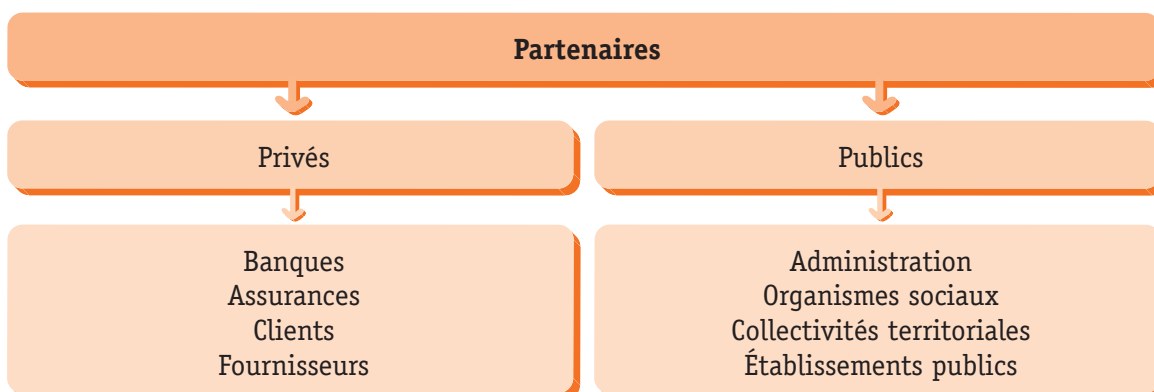 Partenaires
Privés
Publics
Banques
Assurances
Clients
Fournisseurs
Administration
Organismes sociaux
Collectivités territoriales
Établissements publics